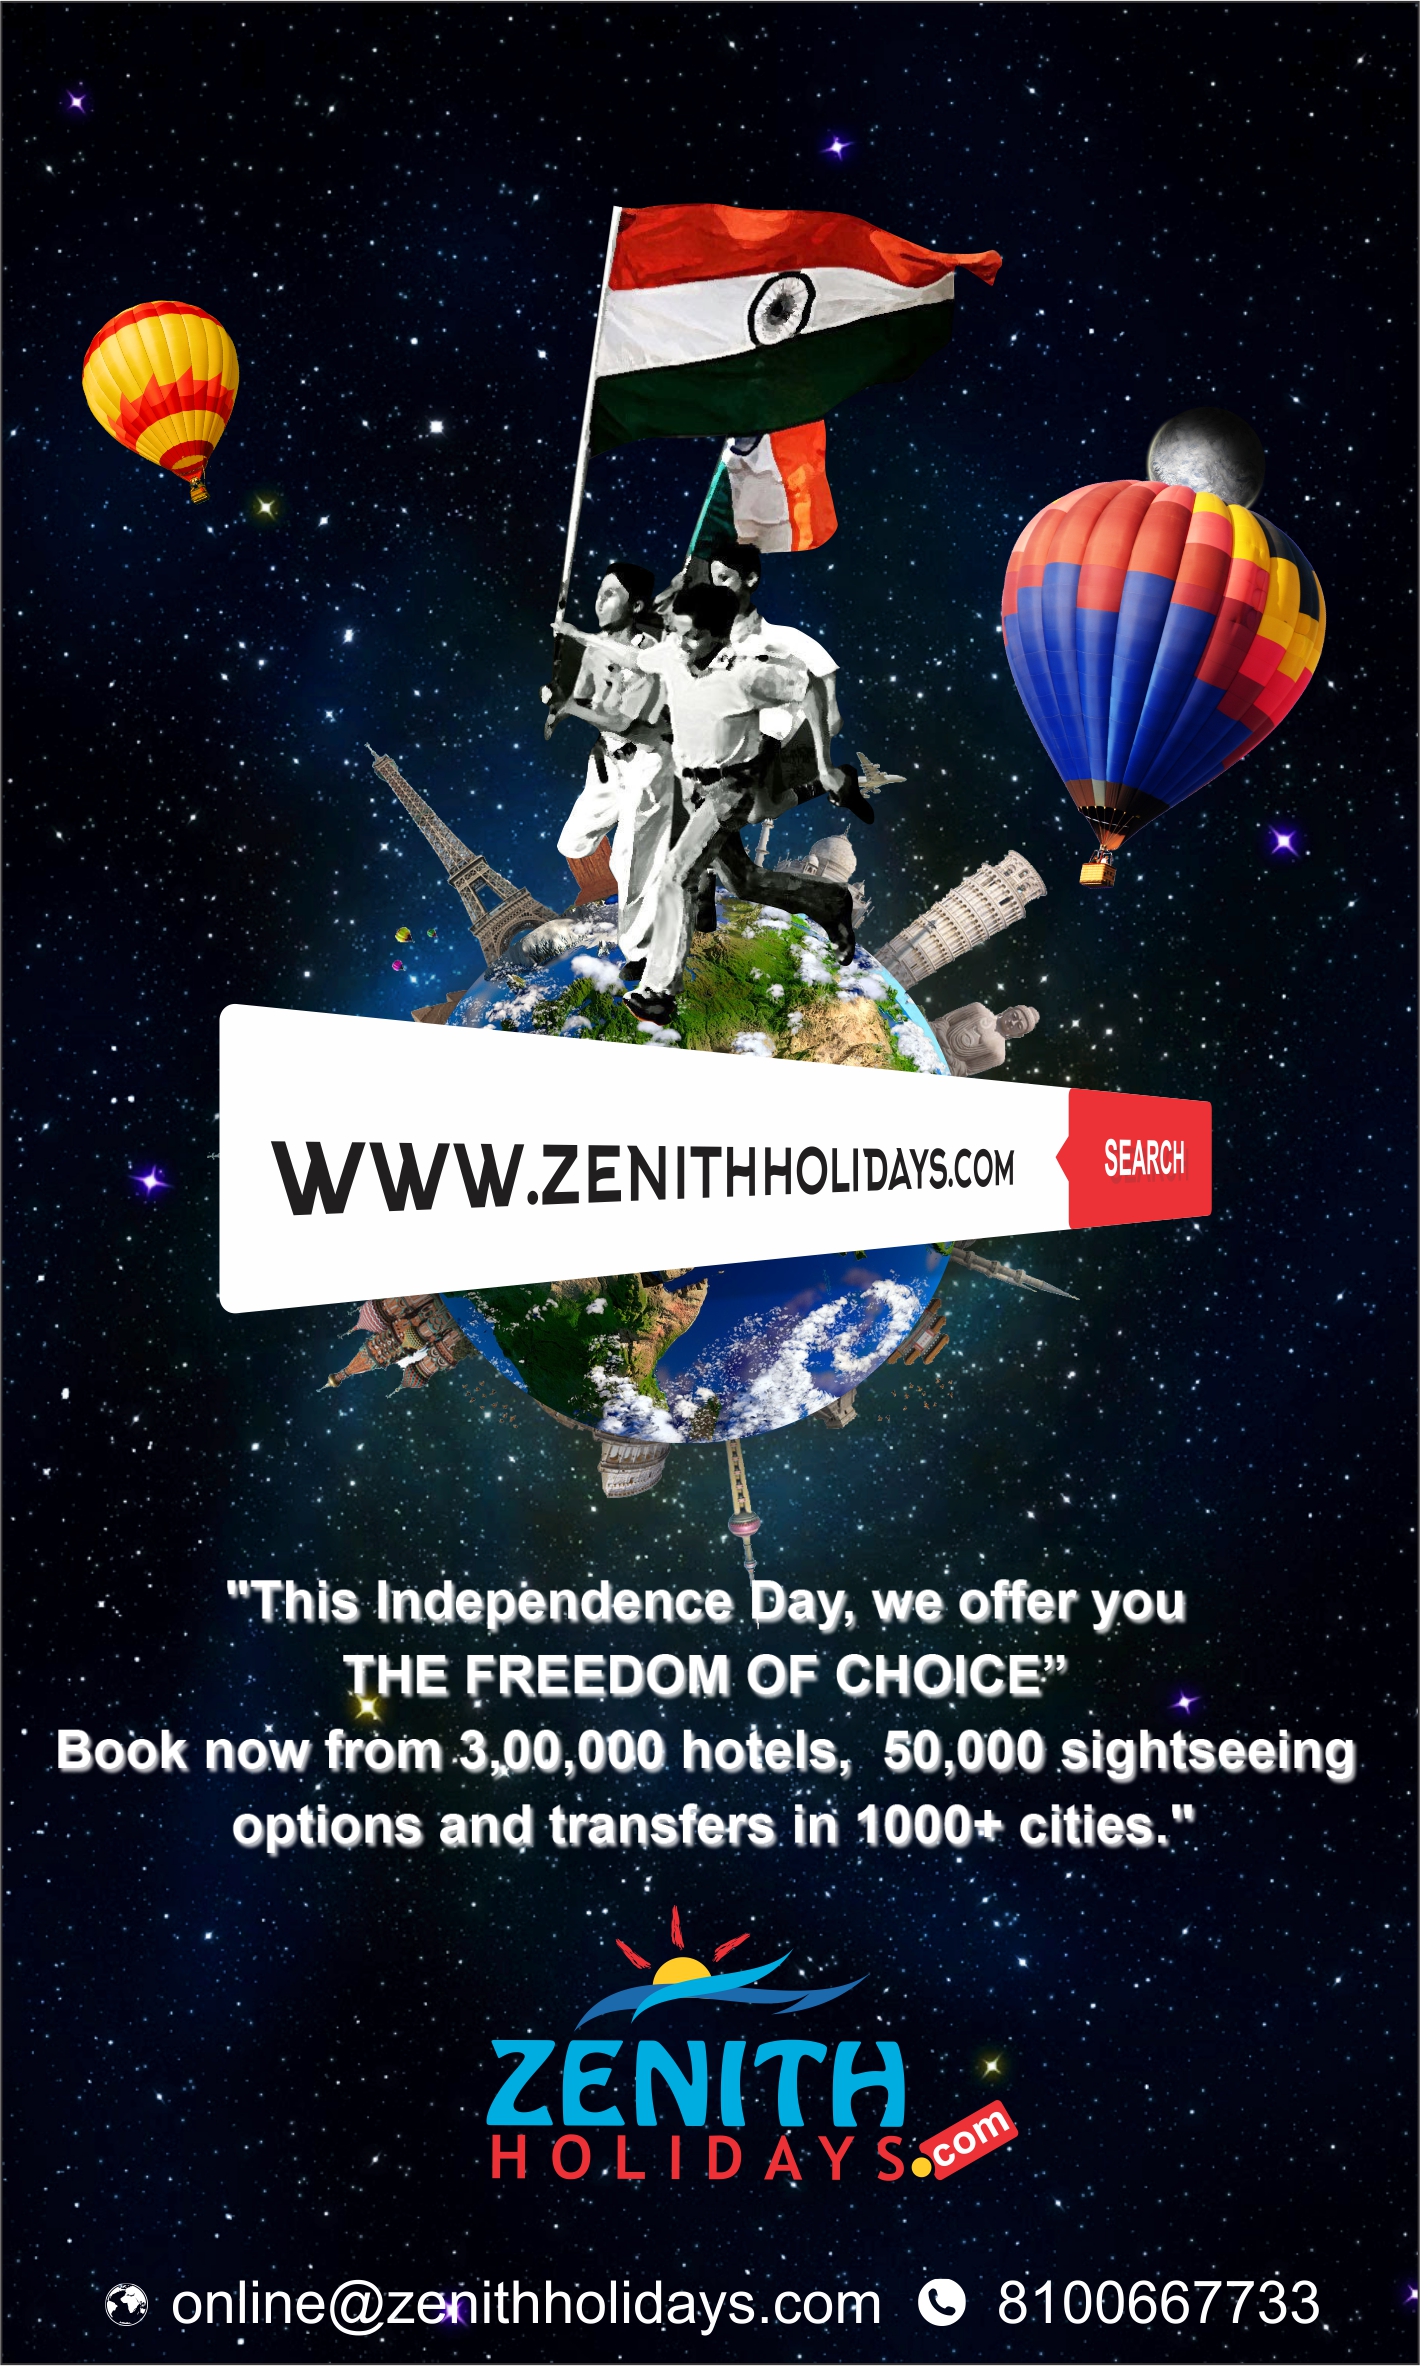 WWW.ZENITHHOLIDAYS.COM
SEARCH
"This Independence Day, we offer you
THE FREEDOM OF CHOICE”
Book now from 3,00,000 hotels, 50,000 sightseeing
options and transfers in 1000+ cities."
ZENITH
HOLIDAYS.com
online@zenithholidays.com 8100667733